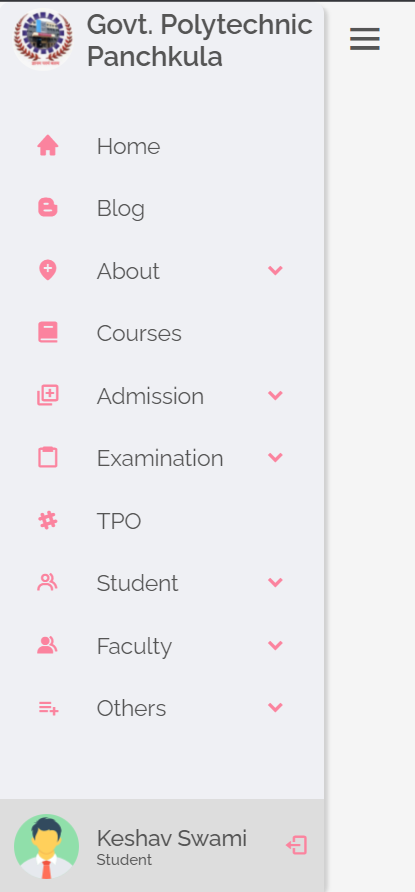 Govt. Polytechnic
Panchkula
Home
Blog
About
Courses
Admission
Examination
TPO
Student
Faculty
Others
Keshav Swami
Student